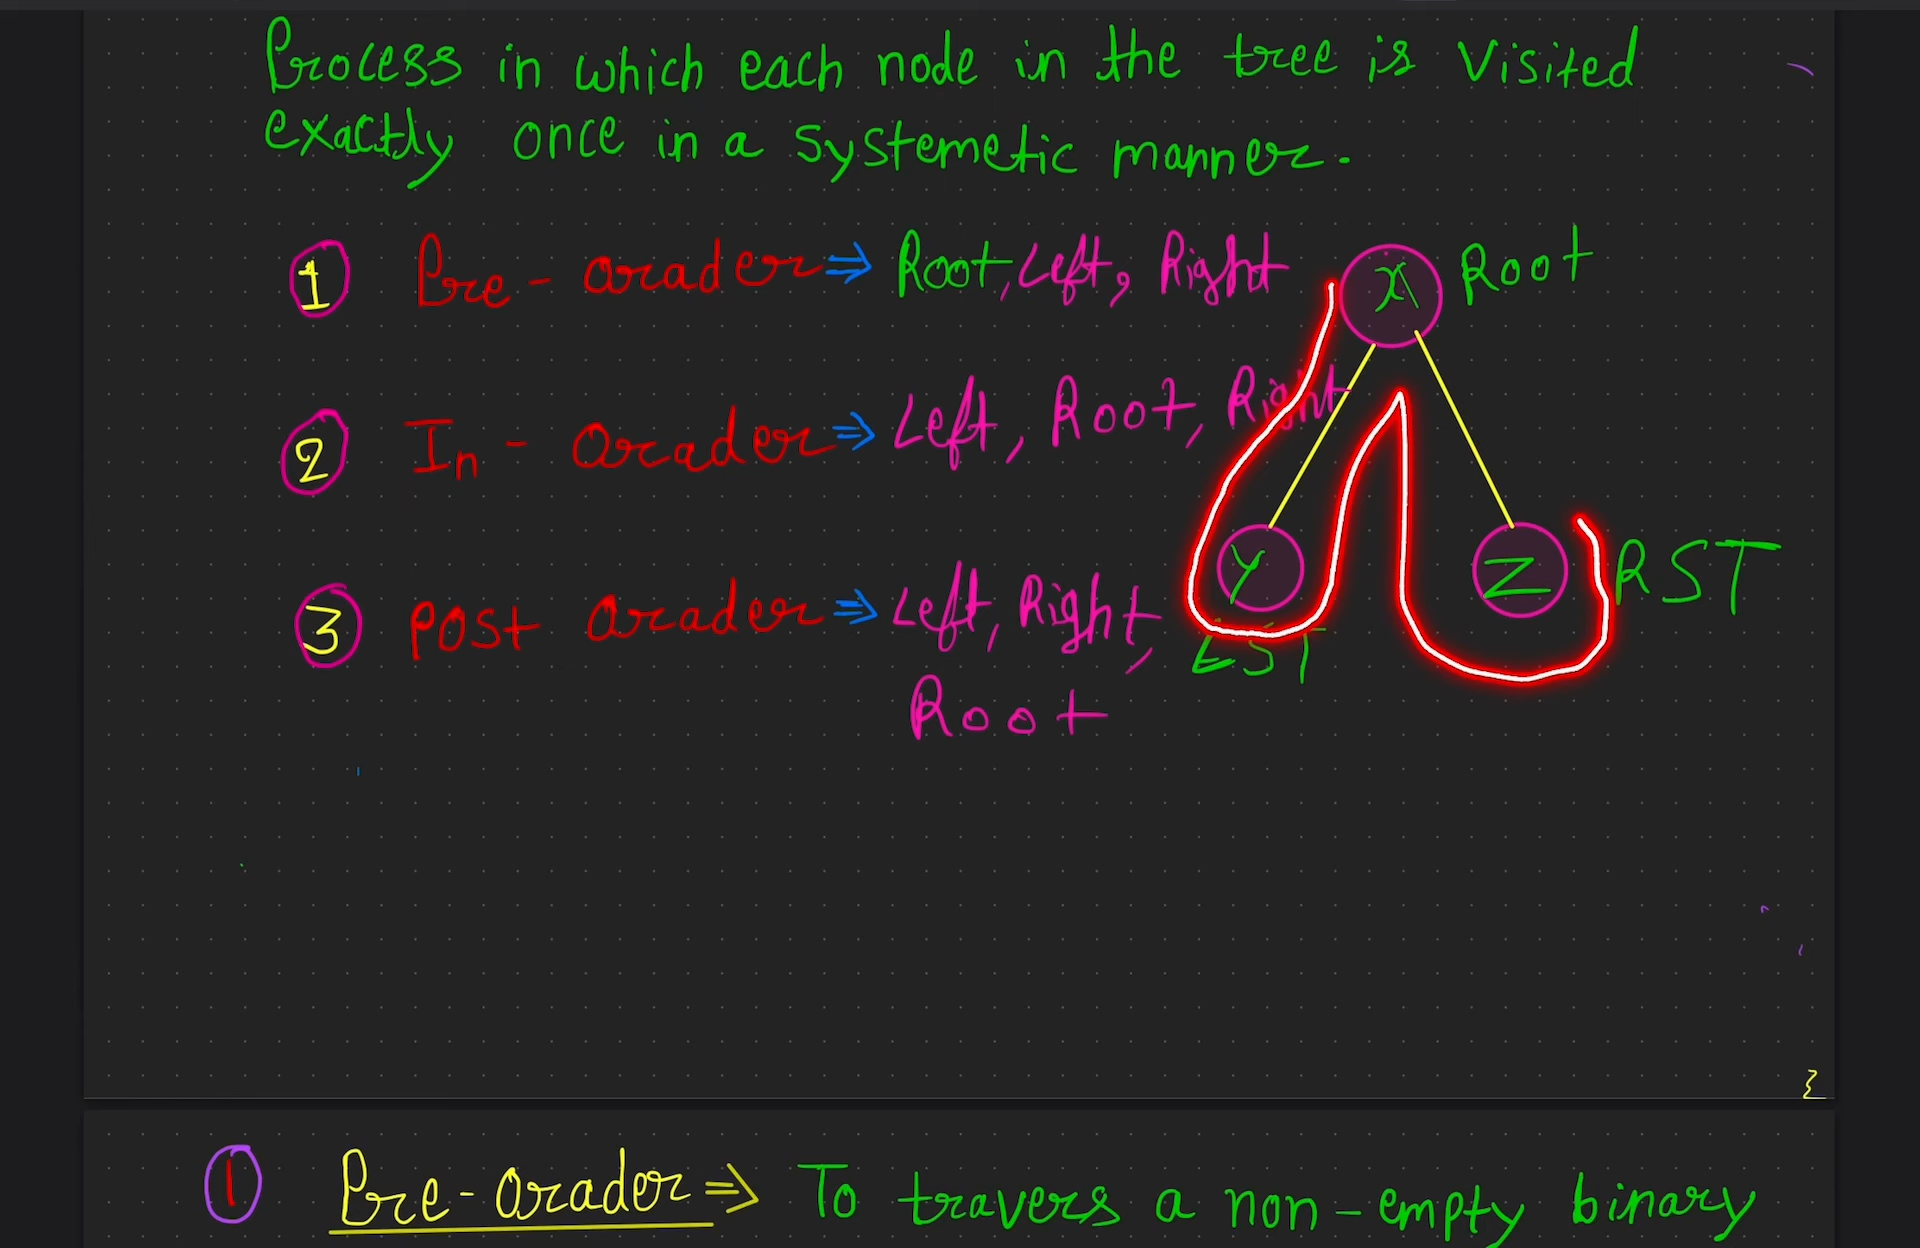 Process in which each node in the tree is visited
exactly once in a systemetic manner.
1 Pre-orader ⇒ Root, Left, Right
X Root
2 In-orader ⇒ Left, Root, Right
3 Post orader ⇒ Left, Right,
Root
Y Z RST
LST
1 Pre-orader ⇒ To travers a non-empty binary